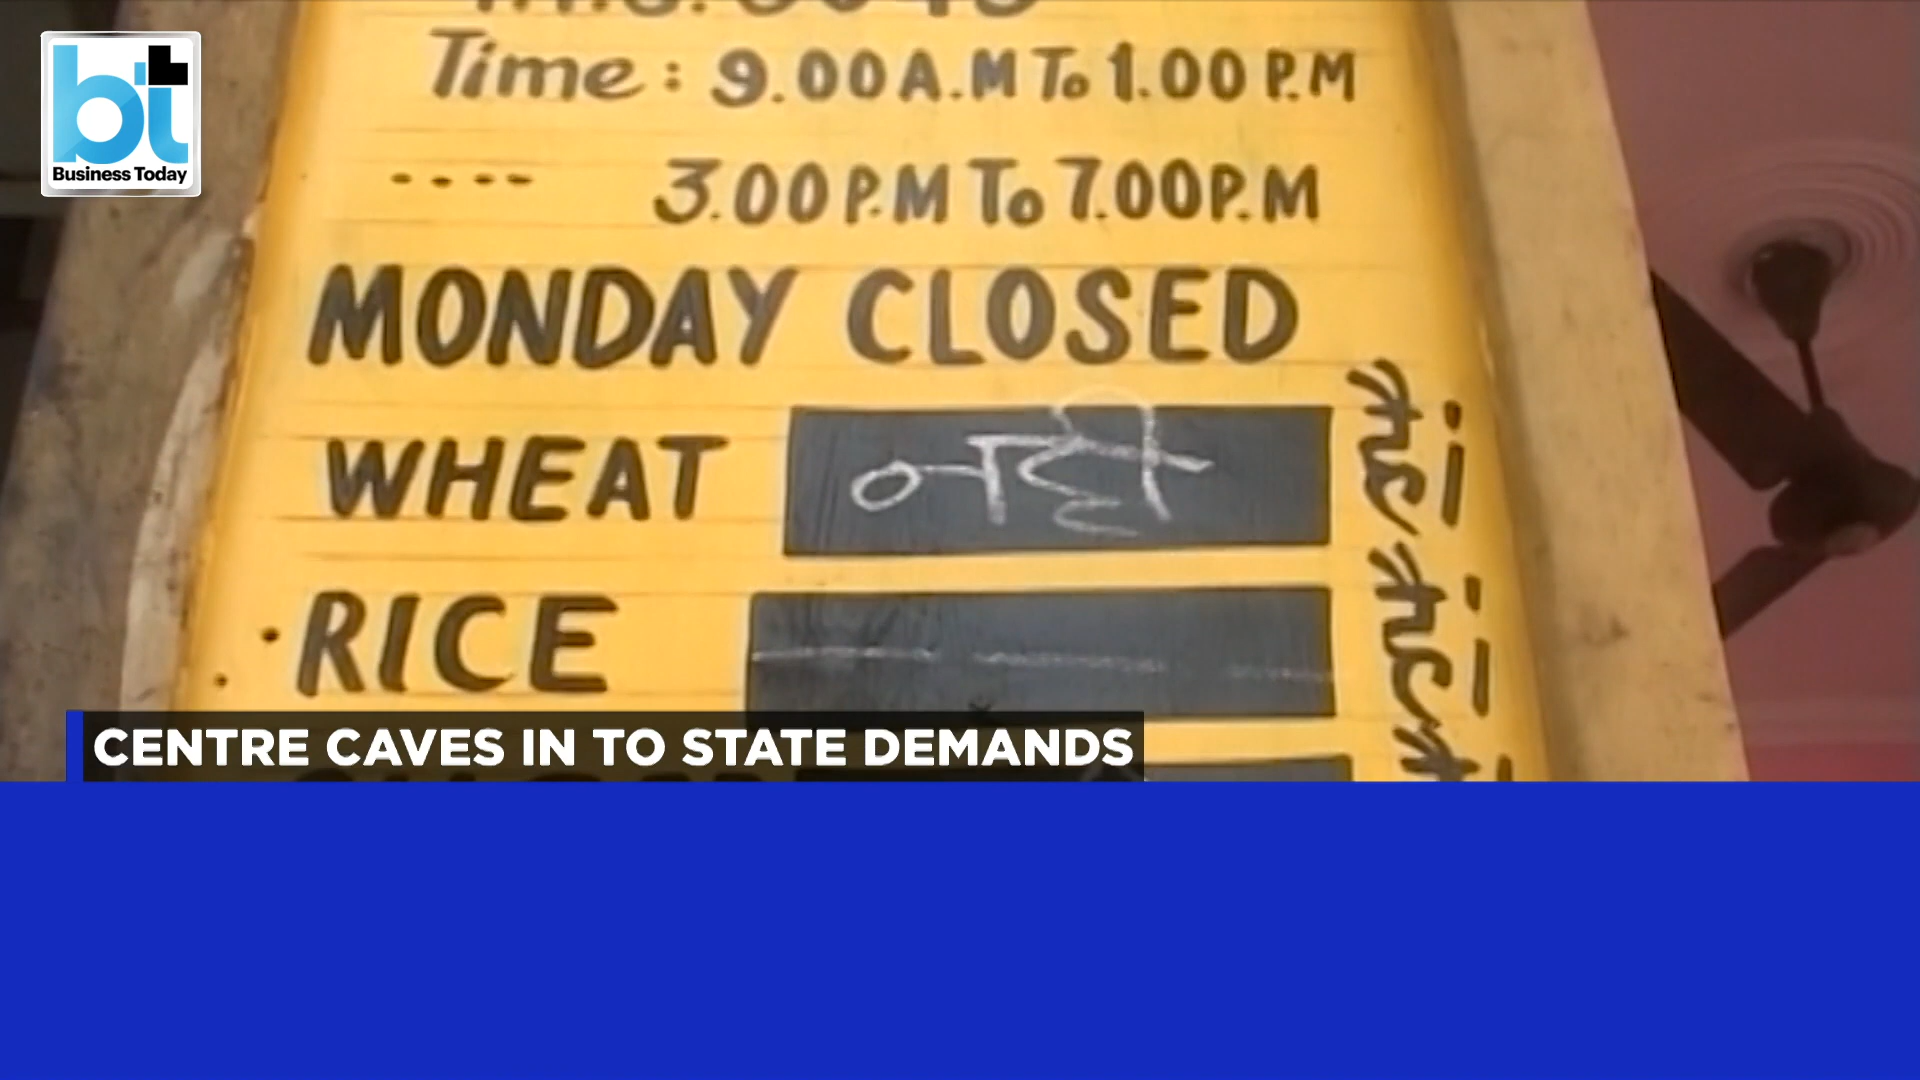 bt
Business Today
Time : 9.00 A.M To 1.00 P.M
3.00 P.M To 7.00 P.M
MONDAY CLOSED
WHEAT नही
RICE
CENTRE CAVES IN TO STATE DEMANDS